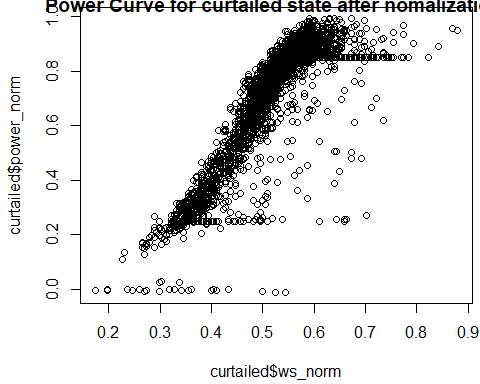 Power Curve for curtailed state after nomalizati
curtailed$power_norm
1.0
0.8
0.6
0.4
0.2
0.0
0.2 0.3 0.4 0.5 0.6 0.7 0.8 0.9
curtailed$ws_norm